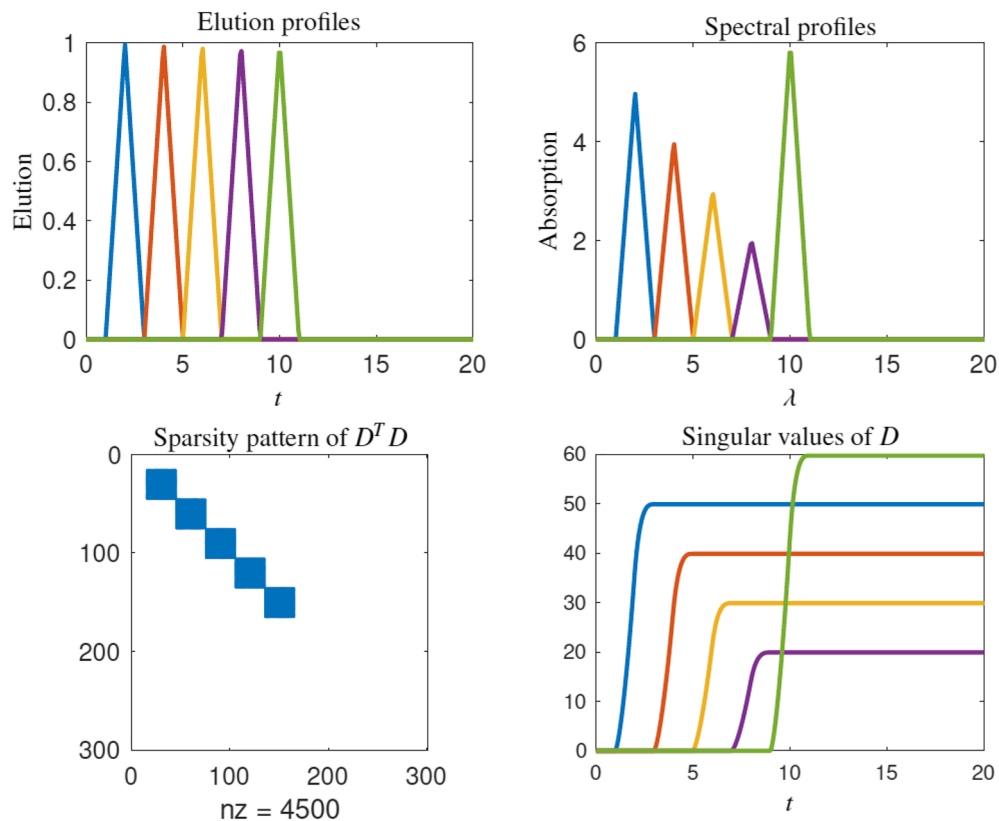 Elution profiles
1
0.8
0.6
0.4
0.2
0
Elution
0 5 10 15 20
t
Spectral profiles
6
4
2
0
Absorption
0 5 10 15 20
λ
Sparsity pattern of D^T D
0
100
200
300
0 100 200 300
nz = 4500
Singular values of D
60
50
40
30
20
10
0
0 5 10 15 20
t